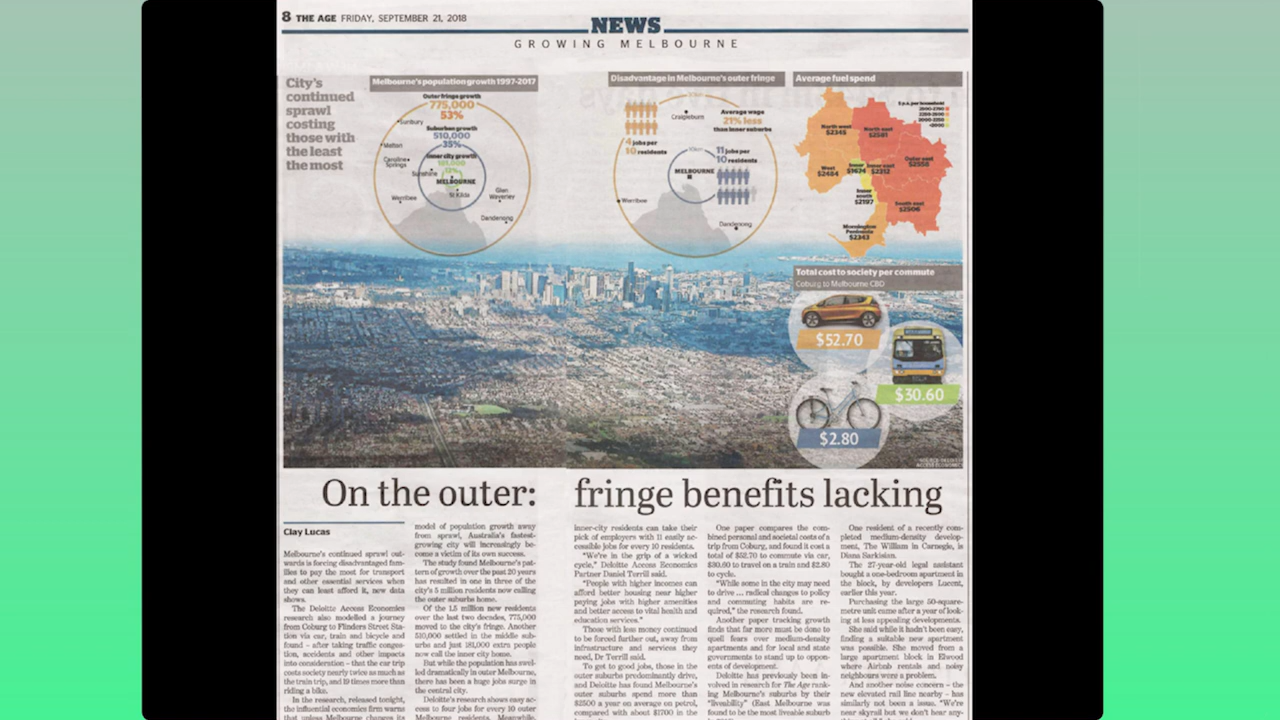 8 THE AGE FRIDAY, SEPTEMBER 21, 2018
NEWS
GROWING MELBOURNE
City's
continued
sprawl
costing
those with
the least
the most
Melbourne's population growth 1997-2017
Outer fringe growth
775,000
53%
Suburban growth
510,000
35%
Inner city growth
181,000
12%
Sunbury
Melton
Caroline
Springs
Sunshine
MELBOURNE
St Kilda
Werribee
Glen
Waverley
Dandenong
Disadvantage in Melbourne's outer fringe
Craigieburn
Average wage
21% less
than inner suburbs
4 jobs per
10 residents
11 jobs per
10 residents
MELBOURNE
Werribee
Dandenong
Average fuel spend
$ p.a. per household
North west
$2345
North east
$2581
Outer east
$2558
West
$2484
Inner
$1674
Inner east
$2312
Inner
south
$2197
South east
$2506
Mornington
Peninsula
$2343
Total cost to society per commute
Coburg to Melbourne CBD
$52.70
$30.60
$2.80
On the outer: fringe benefits lacking
Clay Lucas
Melbourne's continued sprawl out-
wards is forcing disadvantaged fam-
ilies to pay the most for transport
and other essential services when
they can least afford it, new data
shows.
The Deloitte Access Economics
research also modelled a journey
from Coburg to Flinders Street Sta-
tion via car, train and bicycle and
found – after taking traffic conges-
tion, accidents and other impacts
into consideration – that the car trip
costs society nearly twice as much as
the train trip, and 19 times more than
riding a bike.
In the research, released tonight,
the influential economics firm warns
that unless Melbourne changes its
model of population growth away
from sprawl, Australia's fastest-
growing city will increasingly be-
come a victim of its own success.
The study found Melbourne's pat-
tern of growth over the past 20 years
has resulted in one in three of the
city's 5 million residents now calling
the outer suburbs home.
Of the 1.5 million new residents
over the last two decades, 775,000
moved to the city's fringe. Another
510,000 settled in the middle sub-
urbs and just 181,000 extra people
now call the inner city home.
But while the population has swel-
led dramatically in outer Melbourne,
there has been a huge jobs surge in
the central city.
Deloitte's research shows easy ac-
cess to four jobs for every 10 outer
Melbourne residents. Meanwhile,
inner-city residents can take their
pick of employers with 11 easily ac-
cessible jobs for every 10 residents.
"We're in the grip of a wicked
cycle," Deloitte Access Economics
Partner Daniel Terrill said.
"People with higher incomes can
afford better housing near higher
paying jobs with higher amenities
and better access to vital health and
education services."
Those with less money continued
to be forced further out, away from
infrastructure and services they
need, Dr Terrill said.
To get to good jobs, those in the
outer suburbs predominantly drive,
and Deloitte has found Melbourne's
outer suburbs spend more than
$2500 a year on average on petrol,
compared with about $1700 in the
One paper compares the com-
bined personal and societal costs of a
trip from Coburg, and found it cost a
total of $52.70 to commute via car,
$30.60 to travel on a train and $2.80
to cycle.
"While some in the city may need
to drive ... radical changes to policy
and commuting habits are re-
quired," the research found.
Another paper tracking growth
finds that far more must be done to
quell fears over medium-density
apartments and for local and state
governments to stand up to oppon-
ents of development.
Deloitte has previously been in-
volved in research for The Age rank-
ing Melbourne's suburbs by their
"liveability" (East Melbourne was
found to be the most liveable suburb
One resident of a recently com-
pleted medium-density develop-
ment, The William in Carnegie, is
Diana Sarkisian.
The 27-year-old legal assistant
bought a one-bedroom apartment in
the block, by developers Lucent,
earlier this year.
Purchasing the large 50-square-
metre unit came after a year of look-
ing at less appealing developments.
She said while it hadn't been easy,
finding a suitable new apartment
was possible. She moved from a
large apartment block in Elwood
where Airbnb rentals and noisy
neighbours were a problem.
And another noise concern – the
new elevated rail line nearby – has
similarly not been a issue. "We're
near skyrail but we don't hear any-